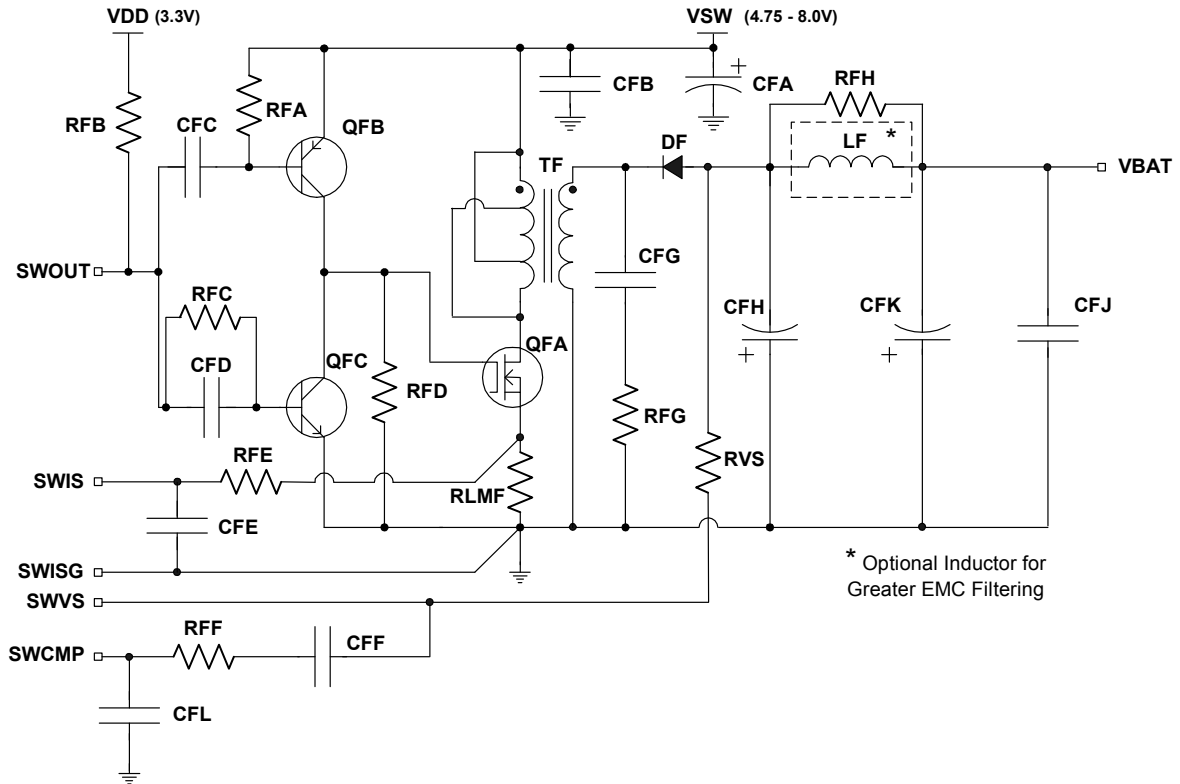 VDD (3.3V)
VSW (4.75 - 8.0V)
RFB
CFC
RFA
QFB
CFB
CFA
RFH
LF *
DF
TF
VBAT
SWOUT
RFC
CFD
QFC
RFD
QFA
CFG
CFH
CFK
CFJ
RFG
RVS
SWIS
RFE
RLMF
CFE
SWISG
SWVS
* Optional Inductor for
Greater EMC Filtering
SWCMP
RFF
CFF
CFL